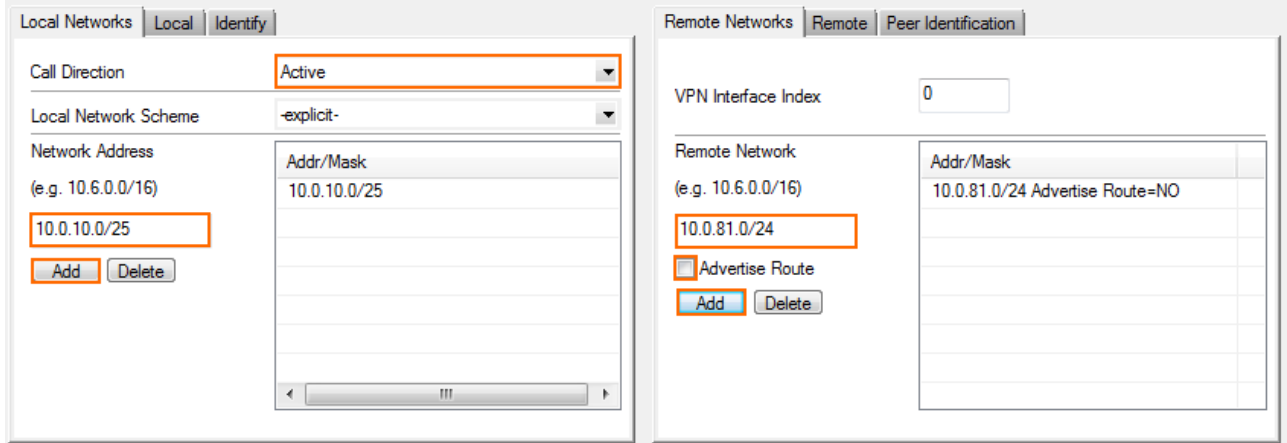 Local Networks Local Identify
Call Direction Active
Local Network Scheme -explicit-
Network Address
(e.g. 10.6.0.0/16)
10.0.10.0/25
Add Delete
Addr/Mask
10.0.10.0/25
Remote Networks Remote Peer Identification
VPN Interface Index 0
Remote Network
(e.g. 10.6.0.0/16)
10.0.81.0/24
Advertise Route
Add Delete
Addr/Mask
10.0.81.0/24 Advertise Route=NO